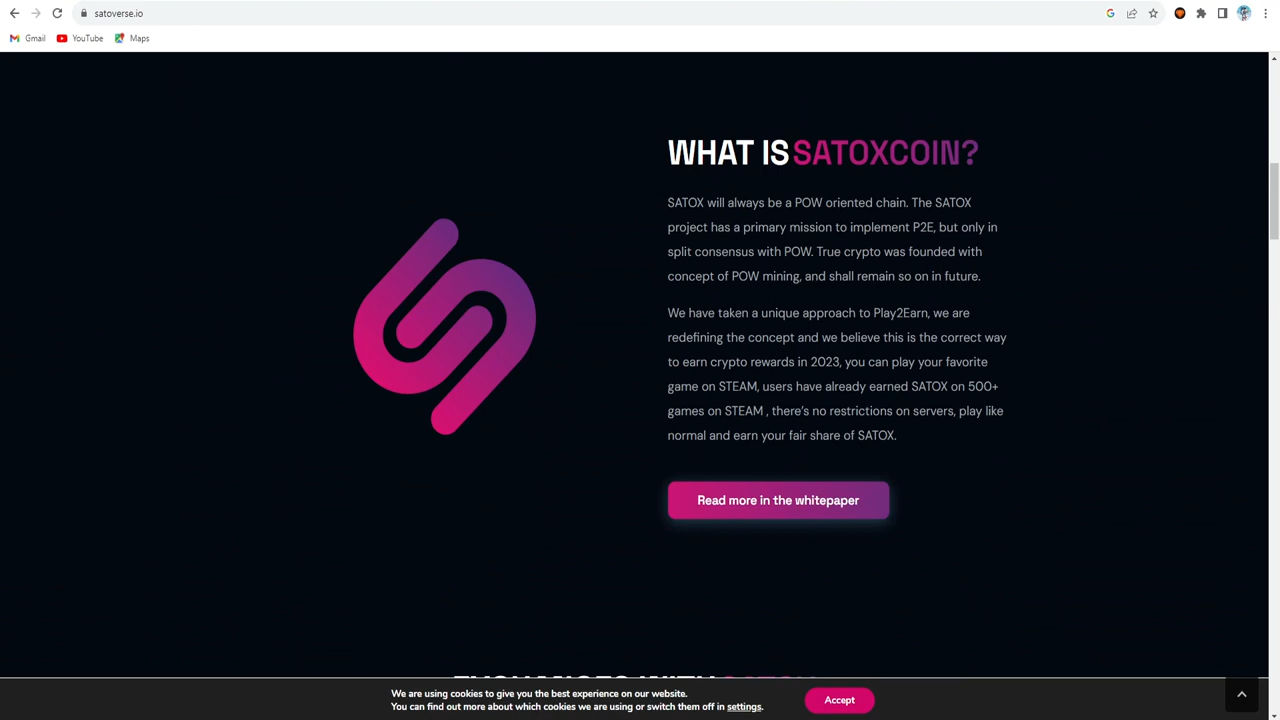 satoverse.io
Gmail YouTube Maps
WHAT IS SATOXCOIN?
SATOX will always be a POW oriented chain. The SATOX
project has a primary mission to implement P2E, but only in
split consensus with POW. True crypto was founded with
concept of POW mining, and shall remain so on in future.
We have taken a unique approach to Play2Earn, we are
redefining the concept and we believe this is the correct way
to earn crypto rewards in 2023, you can play your favorite
game on STEAM, users have already earned SATOX on 500+
games on STEAM , there's no restrictions on servers, play like
normal and earn your fair share of SATOX.
Read more in the whitepaper
We are using cookies to give you the best experience on our website.
You can find out more about which cookies we are using or switch them off in settings.
Accept